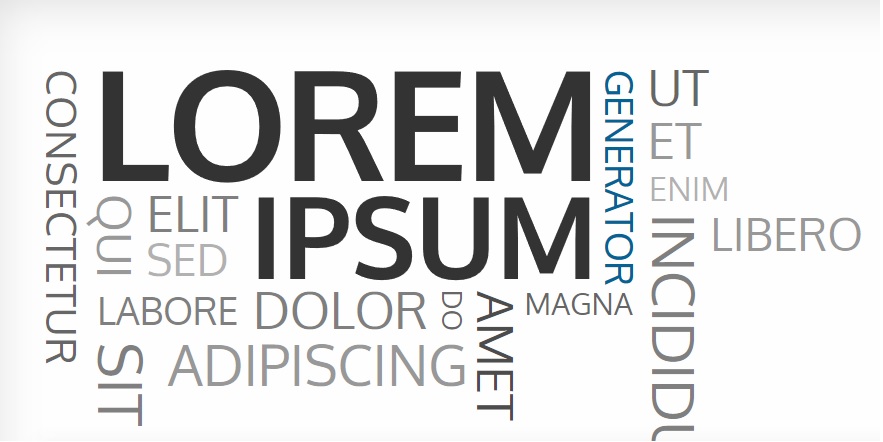 CONSECTETUR
LOREM
GENERATOR
UT
ET
ENIM
QUI
ELIT
SED
IPSUM
INCIDIDU
LIBERO
LABORE
DOLOR
DO
AMET
MAGNA
SIT
ADIPISCING